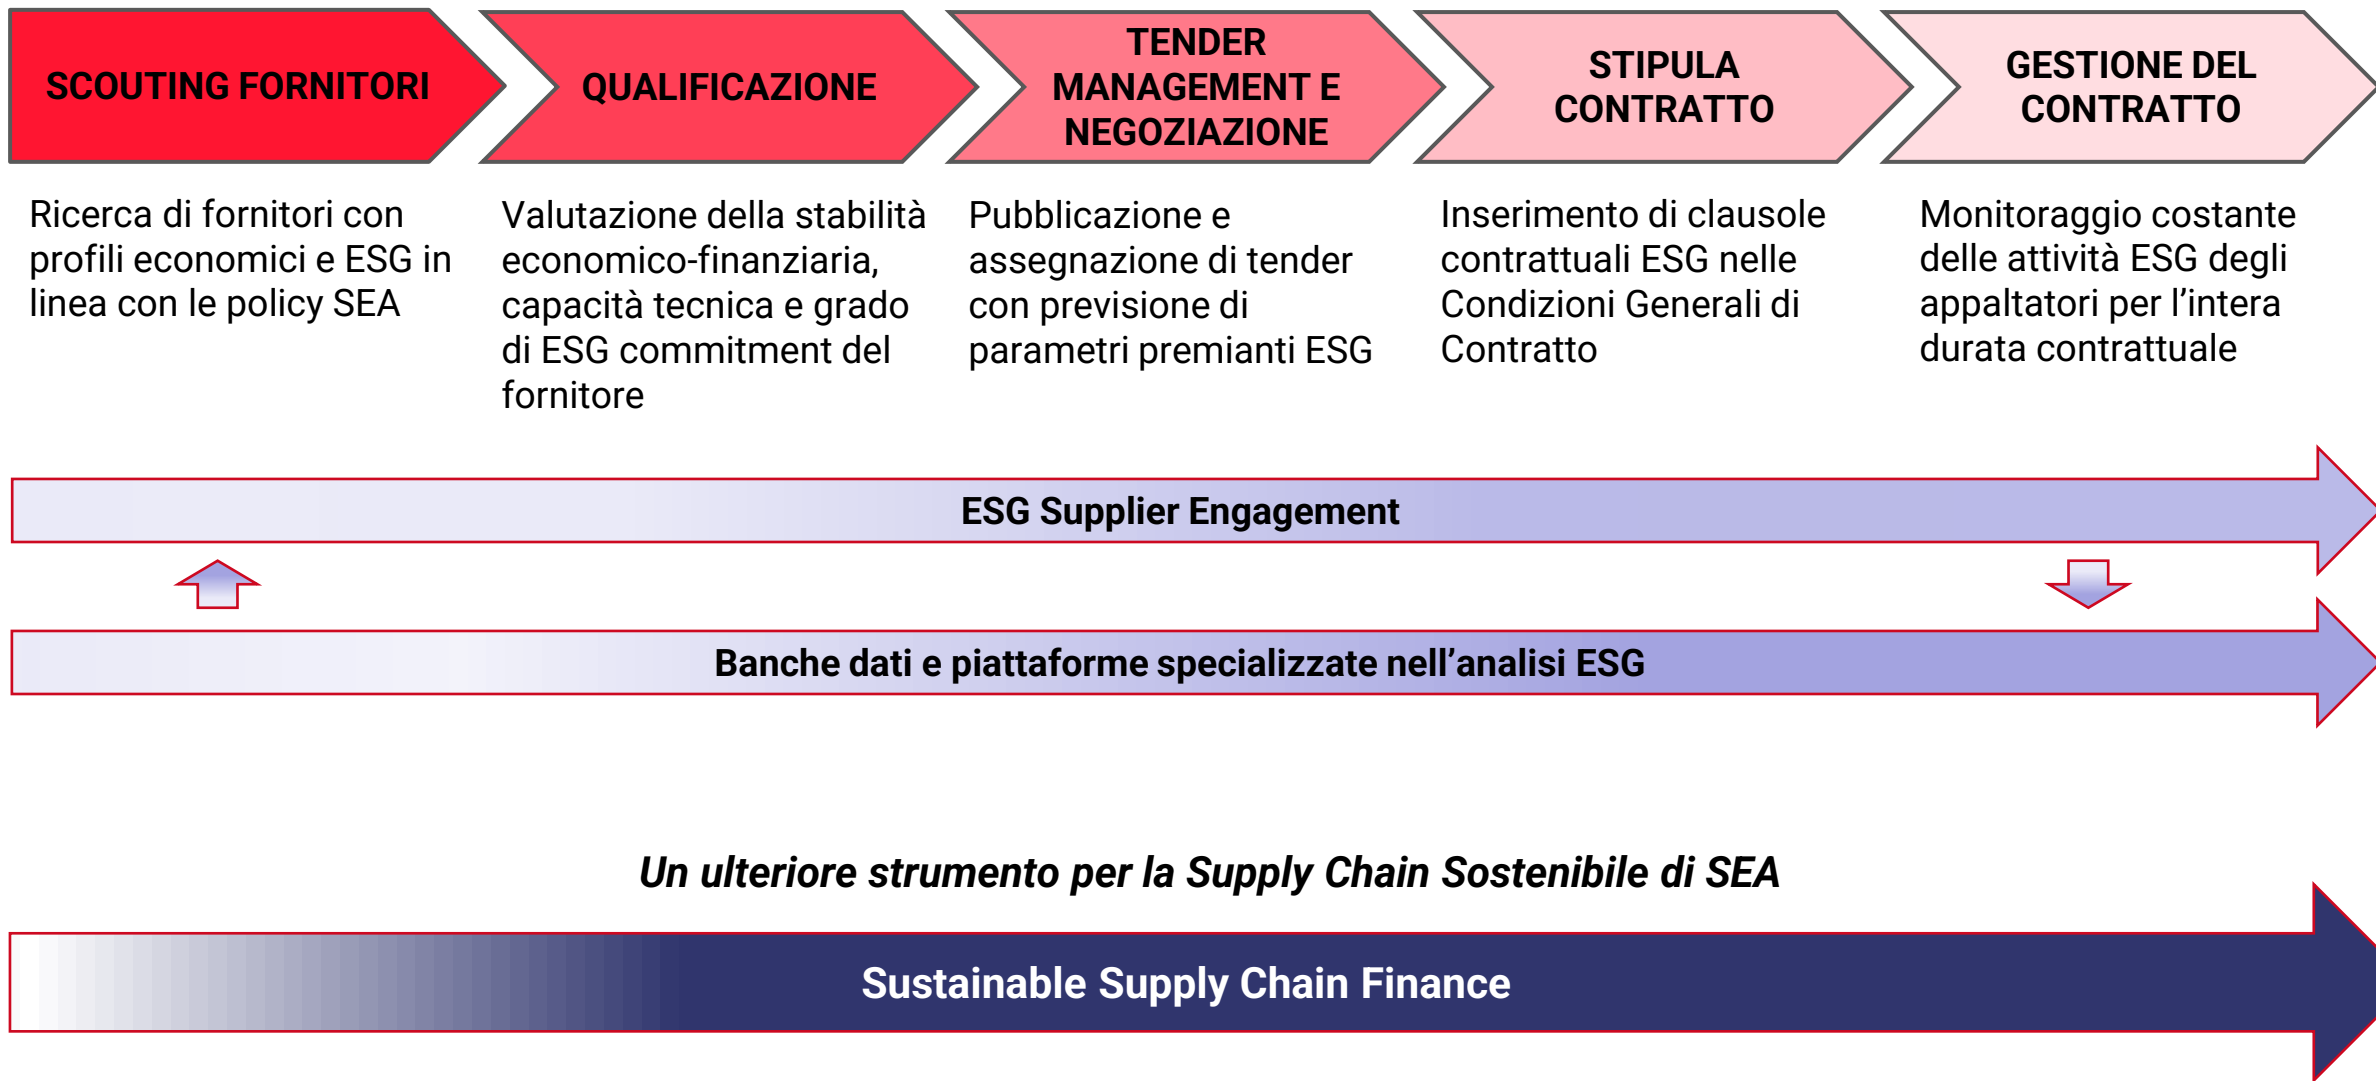 SCOUTING FORNITORI
QUALIFICAZIONE
TENDER
MANAGEMENT E
NEGOZIAZIONE
STIPULA
CONTRATTO
GESTIONE DEL
CONTRATTO
Ricerca di fornitori con
profili economici e ESG in
linea con le policy SEA
Valutazione della stabilità
economico-finanziaria,
capacità tecnica e grado
di ESG commitment del
fornitore
Pubblicazione e
assegnazione di tender
con previsione di
parametri premianti ESG
Inserimento di clausole
contrattuali ESG nelle
Condizioni Generali di
Contratto
Monitoraggio costante
delle attività ESG degli
appaltatori per l’intera
durata contrattuale
ESG Supplier Engagement
Banche dati e piattaforme specializzate nell’analisi ESG
Un ulteriore strumento per la Supply Chain Sostenibile di SEA
Sustainable Supply Chain Finance